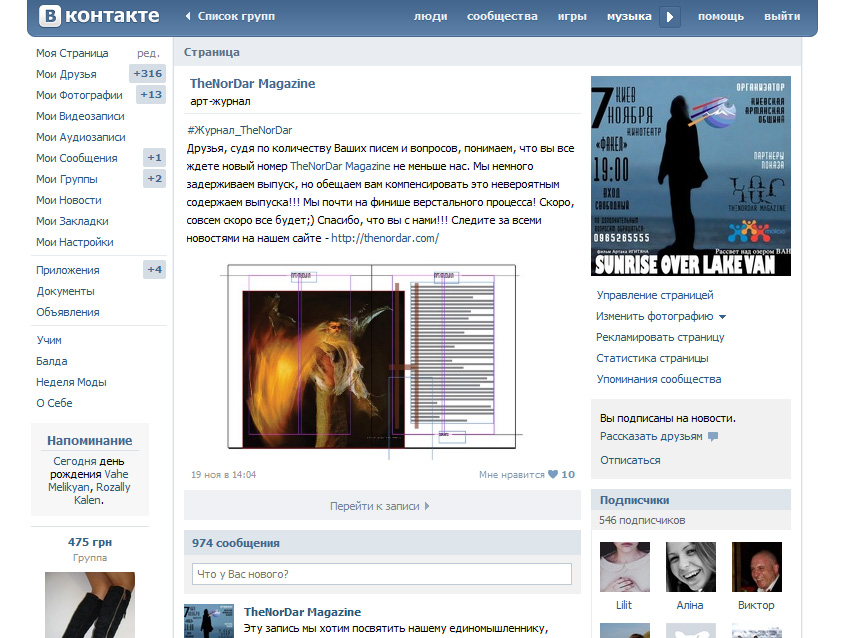 В контакте
Список групп
люди сообщества игры музыка помощь выйти
Моя Страница ред.
Мои Друзья +316
Мои Фотографии +13
Мои Видеозаписи
Мои Аудиозаписи
Мои Сообщения +1
Мои Группы +2
Мои Новости
Мои Закладки
Мои Настройки
Приложения +4
Документы
Объявления
Учим
Балда
Неделя Моды
О Себе
Напоминание
Сегодня день
рождения Vahe
Melikyan, Rozally
Kalen.
475 грн
Группа
Страница
TheNorDar Magazine
арт-журнал
#Журнал_TheNorDar
Друзья, судя по количеству Ваших писем и вопросов, понимаем, что вы все
ждете новый номер TheNorDar Magazine не меньше нас. Мы немного
задерживаем выпуск, но обещаем вам компенсировать это невероятным
содержаем выпуска!!! Мы почти на финише верстального процесса! Скоро,
совсем скоро все будет;) Спасибо, что вы с нами!!! Следите за всеми
новостями на нашем сайте - http://thenordar.com/
19 ноя в 14:04 Мне нравится 10
Перейти к записи
974 сообщения
Что у Вас нового?
TheNorDar Magazine
Эту запись мы хотим посвятить нашему единомышленнику,
7 КИЕВ
НОЯБРЯ
КИНОТЕАТР
«ФАКЕЛ»
19:00
ВХОД
СВОБОДНЫЙ
ПО ДОПОЛНИТЕЛЬНЫМ
ВОПРОСАМ ОБРАЩАТЬСЯ
0985285555
ОРГАНИЗАТОР
КИЕВСКАЯ
АРМЯНСКАЯ
ОБЩИНА
ПАРТНЕРЫ
ПОКАЗА
THENORDAR MAGAZINE
Рассвет над озером ВАН
SUNRISE OVER LAKE VAN
Управление страницей
Изменить фотографию
Рекламировать страницу
Статистика страницы
Упоминания сообщества
Вы подписаны на новости.
Рассказать друзьям
Отписаться
Подписчики
546 подписчиков
Lilit Аліна Виктор